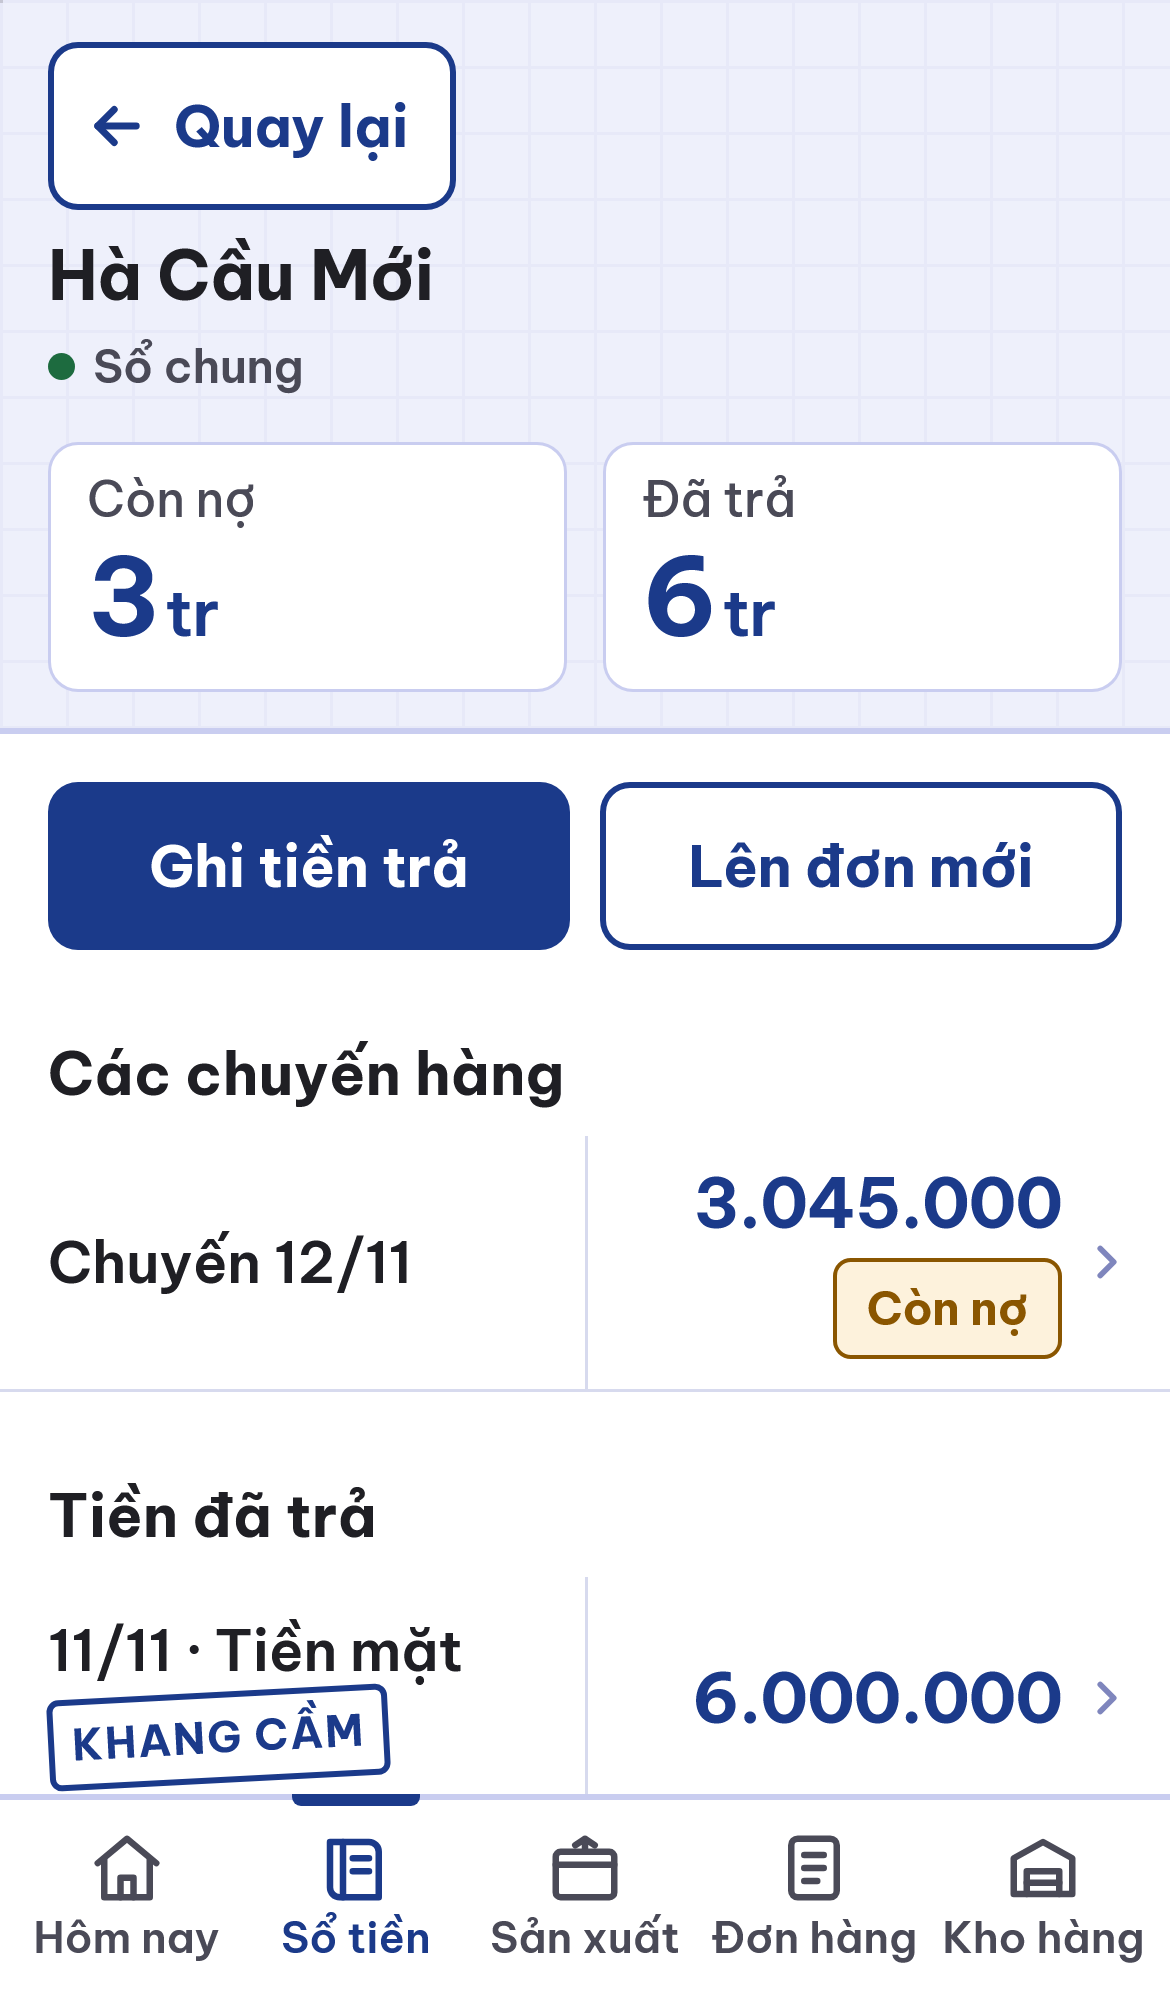 Quay lại
Hà Cầu Mới
Sổ chung
Còn nợ
3 tr
Đã trả
6 tr
Ghi tiền trả
Lên đơn mới
Các chuyến hàng
Chuyến 12/11
3.045.000
Còn nợ
Tiền đã trả
11/11 · Tiền mặt
KHANG CẦM
6.000.000
Hôm nay
Sổ tiền
Sản xuất
Đơn hàng
Kho hàng